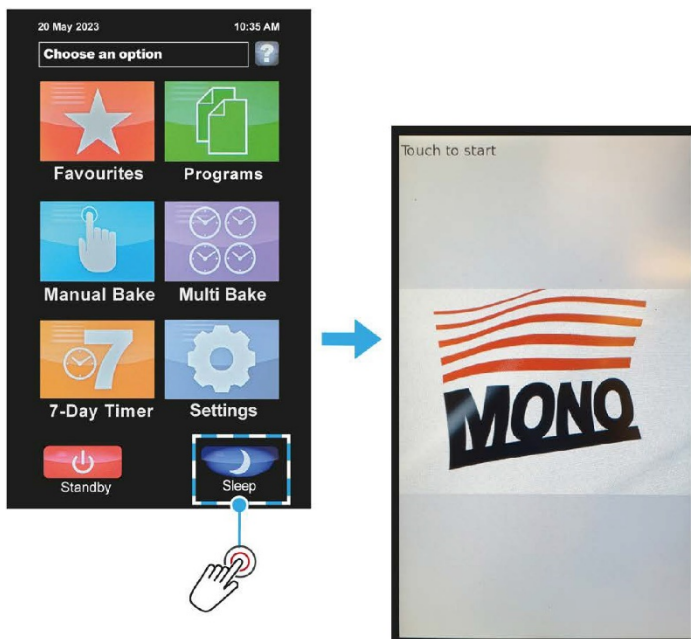 20 May 2023 10:35 AM
Choose an option ?
Favourites Programs
Manual Bake Multi Bake
7
7-Day Timer Settings
Standby Sleep
Touch to start
MONO